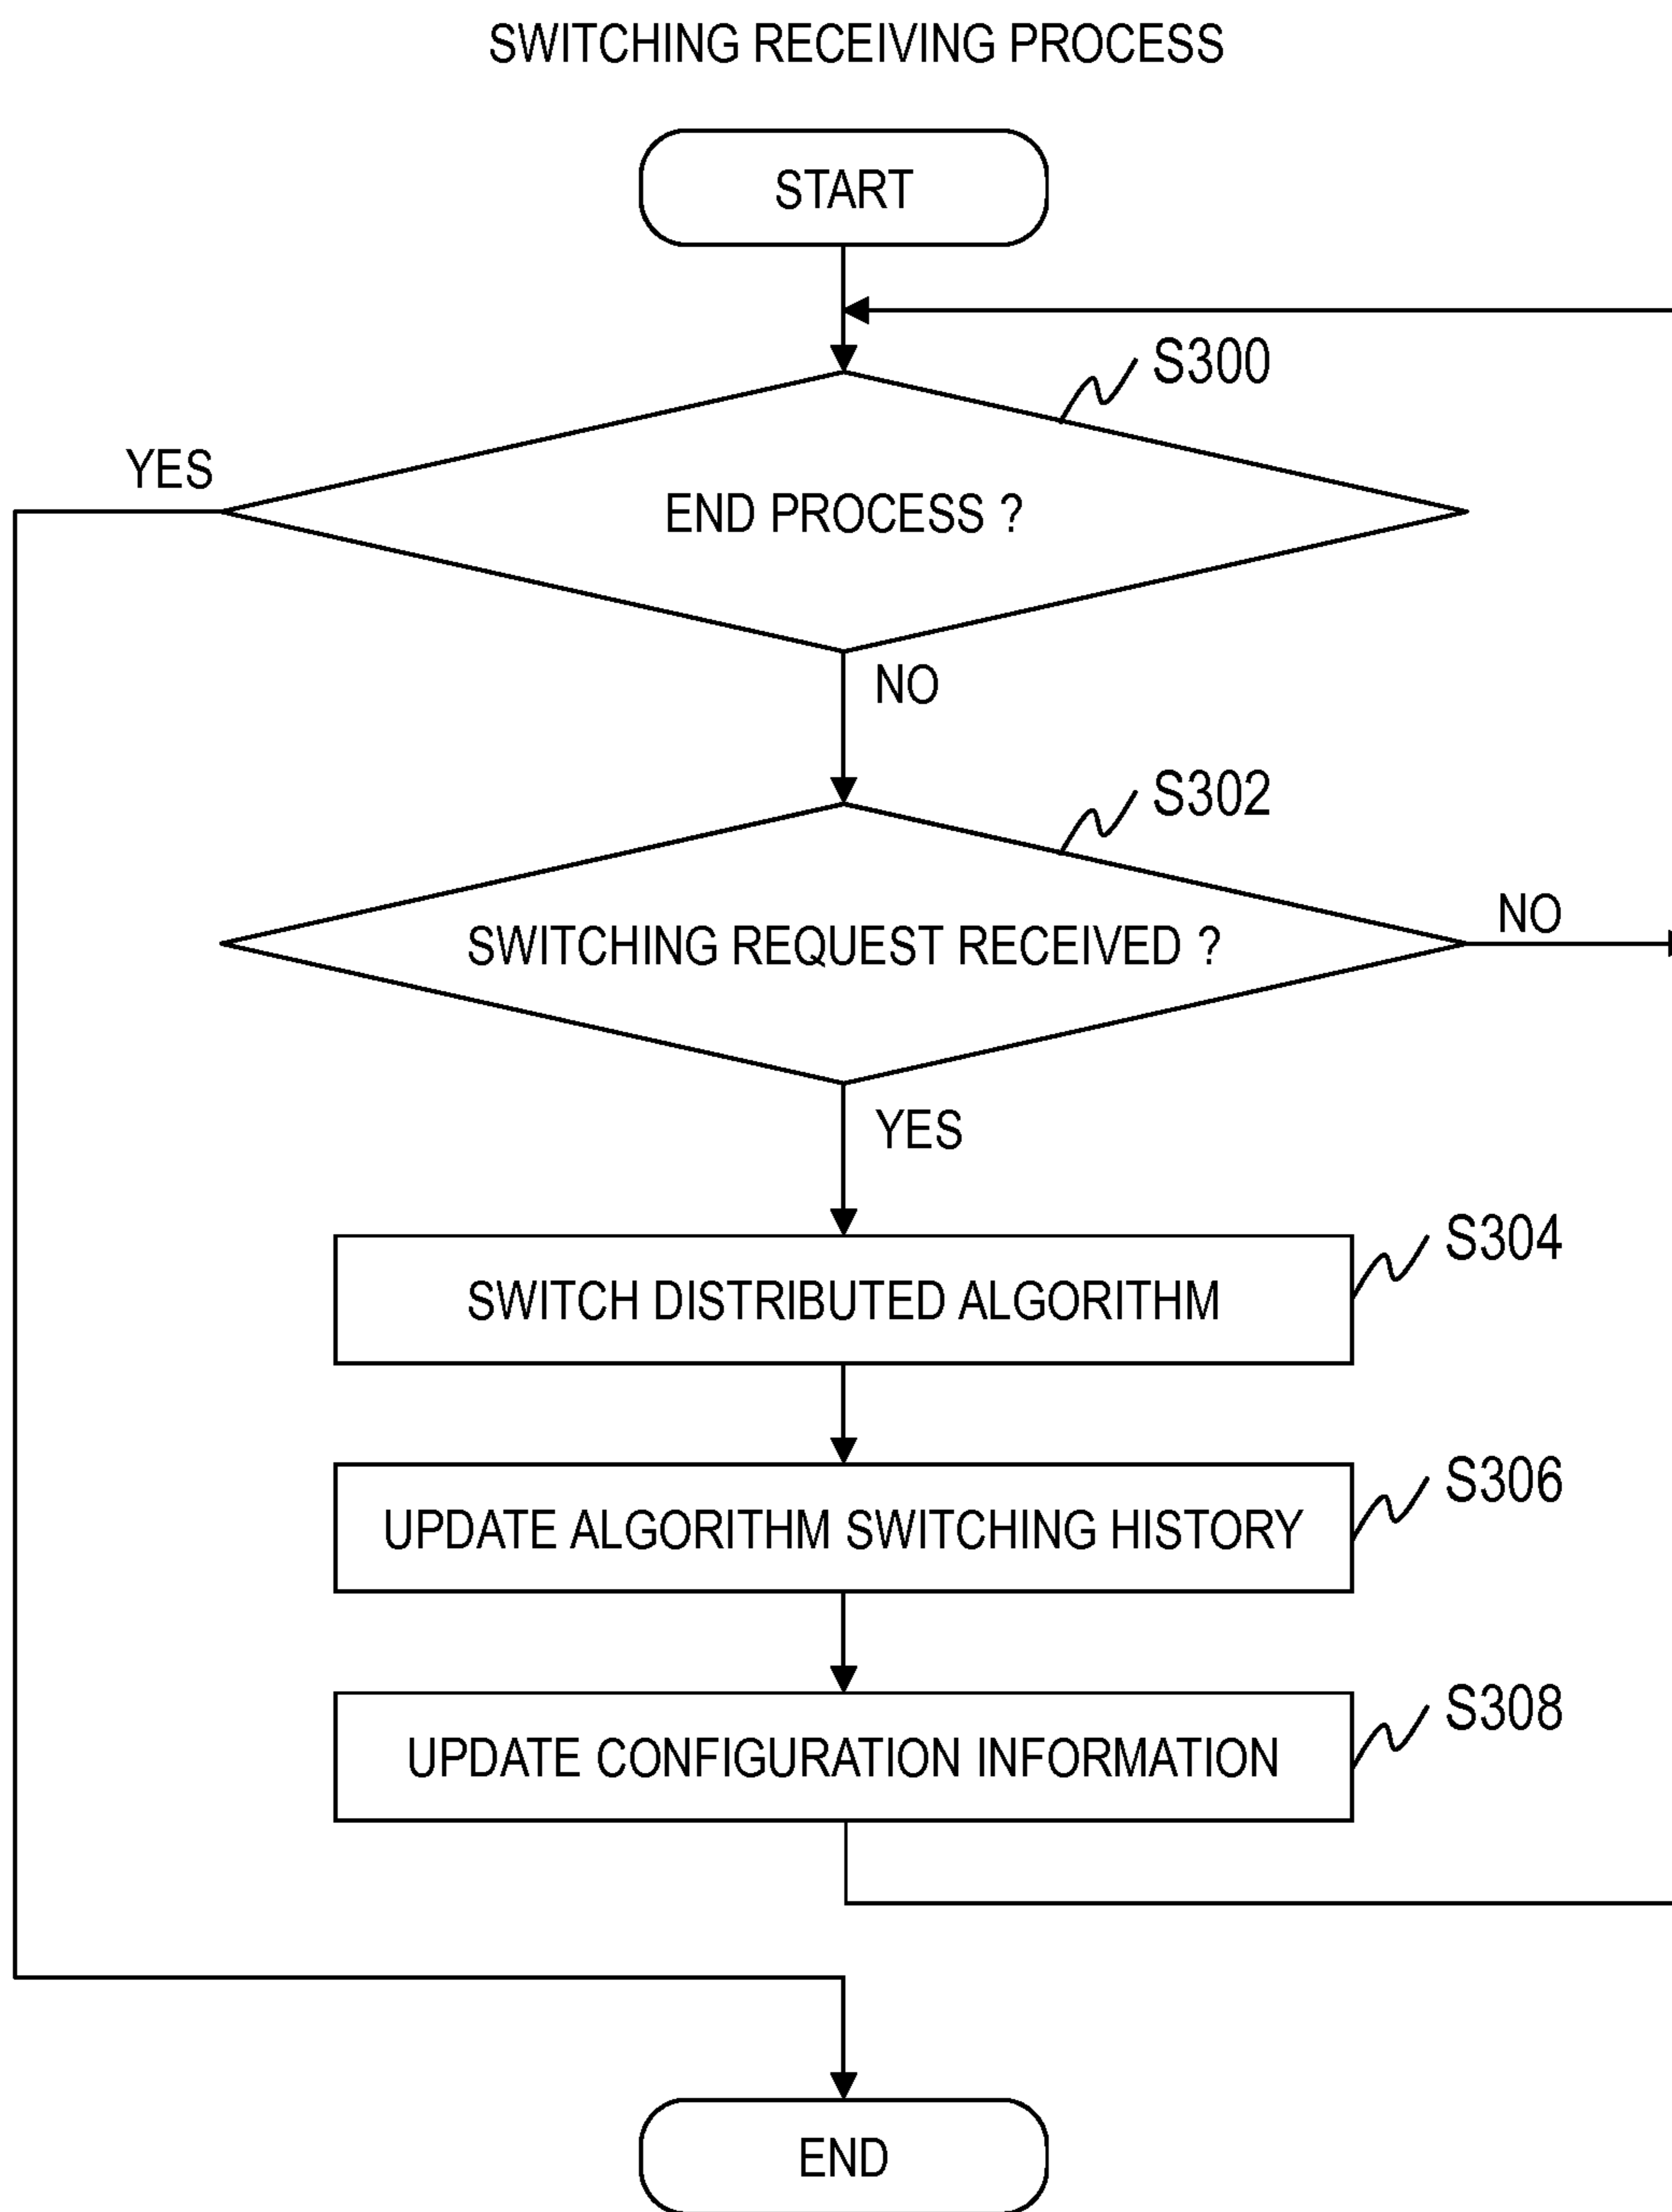 SWITCHING RECEIVING PROCESS
START
S300
YES
END PROCESS ?
NO
S302
NO
SWITCHING REQUEST RECEIVED ?
YES
S304
SWITCH DISTRIBUTED ALGORITHM
S306
UPDATE ALGORITHM SWITCHING HISTORY
S308
UPDATE CONFIGURATION INFORMATION
END